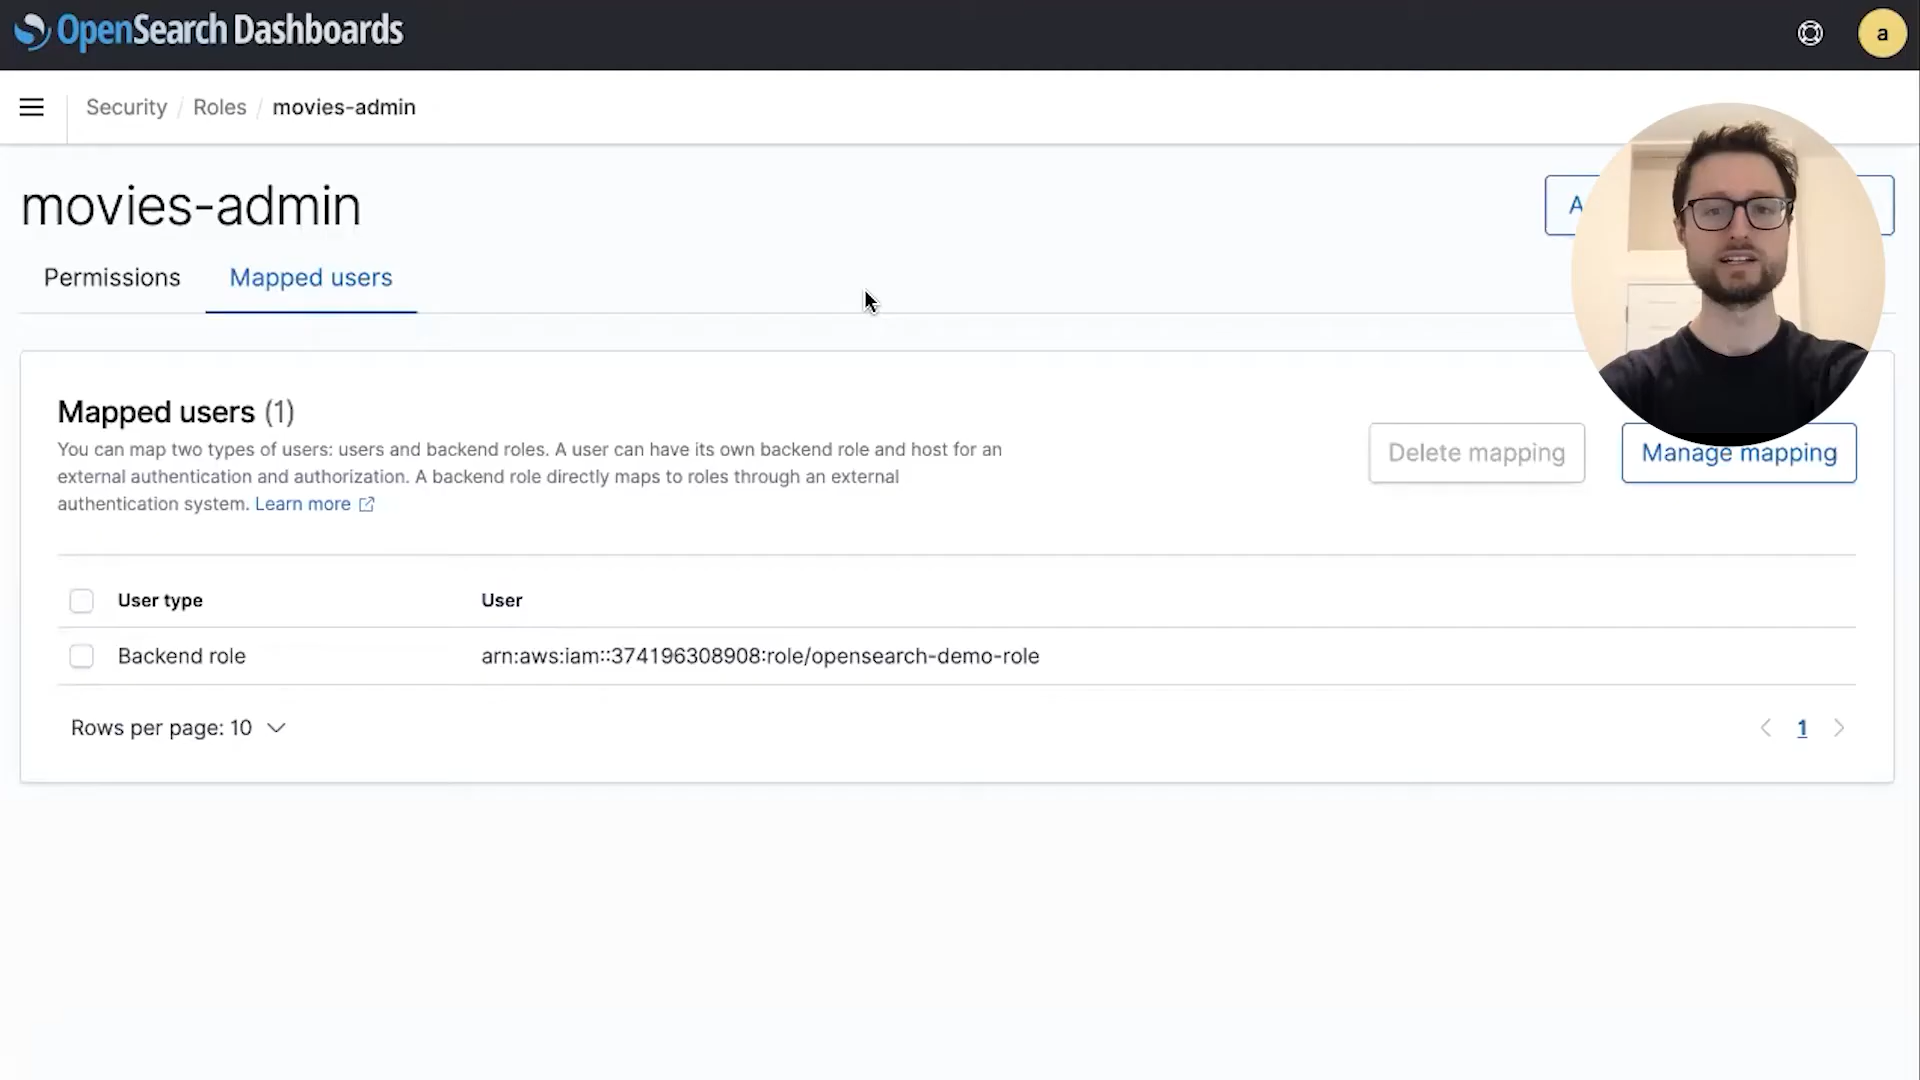 OpenSearch Dashboards
a
Security / Roles / movies-admin
movies-admin
Permissions
Mapped users
Mapped users (1)
You can map two types of users: users and backend roles. A user can have its own backend role and host for an
external authentication and authorization. A backend role directly maps to roles through an external
authentication system. Learn more
Delete mapping
Manage mapping
User type
User
Backend role
arn:aws:iam::374196308908:role/opensearch-demo-role
Rows per page: 10
1